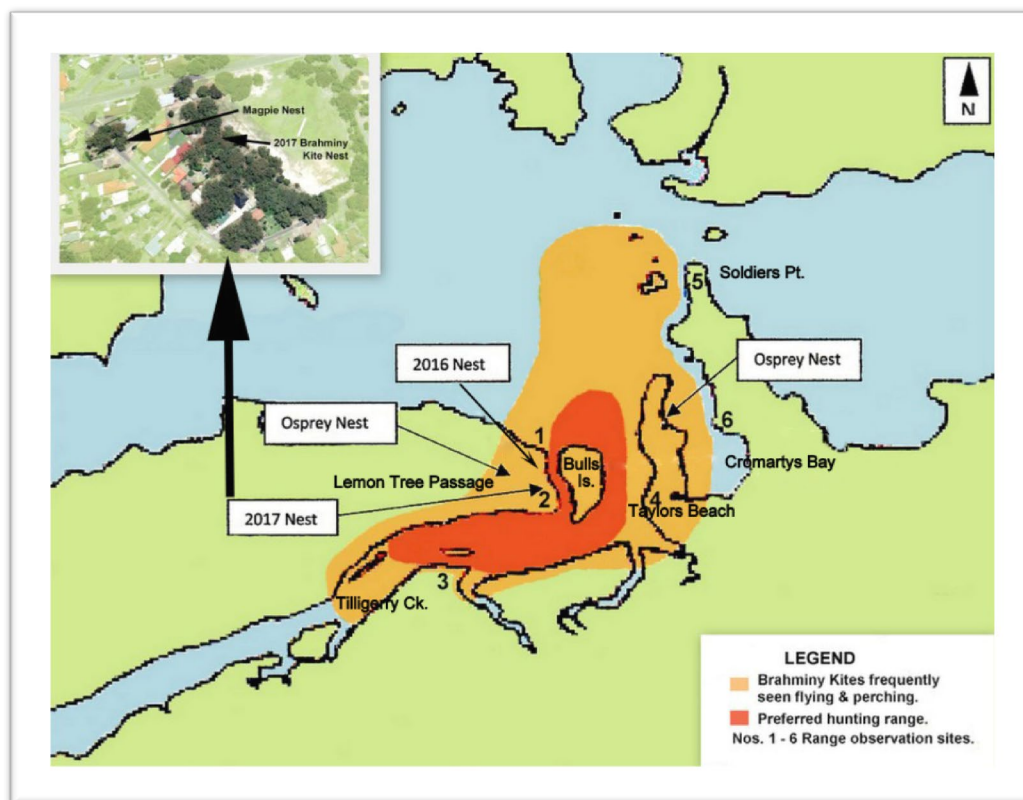 Magpie Nest
2017 Brahminy
Kite Nest
N
5
Soldiers Pt.
2016 Nest
Osprey Nest
Osprey Nest
1
6
Bulls
Is.
Cromartys Bay
Lemon Tree Passage
2
4
Taylors Beach
2017 Nest
3
Tilligerry Ck.
LEGEND
Brahminy Kites frequently
seen flying & perching.
Preferred hunting range.
Nos. 1 - 6 Range observation sites.